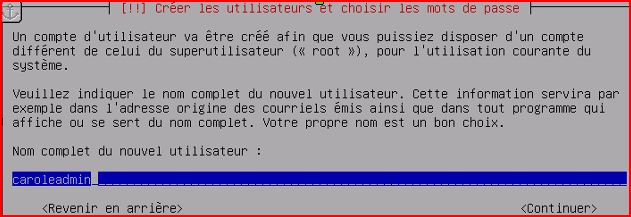 [!!] Créer les utilisateurs et choisir les mots de passe
Un compte d'utilisateur va être créé afin que vous puissiez disposer d'un compte
différent de celui du superutilisateur (« root »), pour l'utilisation courante du
système.
Veuillez indiquer le nom complet du nouvel utilisateur. Cette information servira par
exemple dans l'adresse origine des courriels émis ainsi que dans tout programme qui
affiche ou se sert du nom complet. Votre propre nom est un bon choix.
Nom complet du nouvel utilisateur :
caroleadmin
<Revenir en arrière> <Continuer>